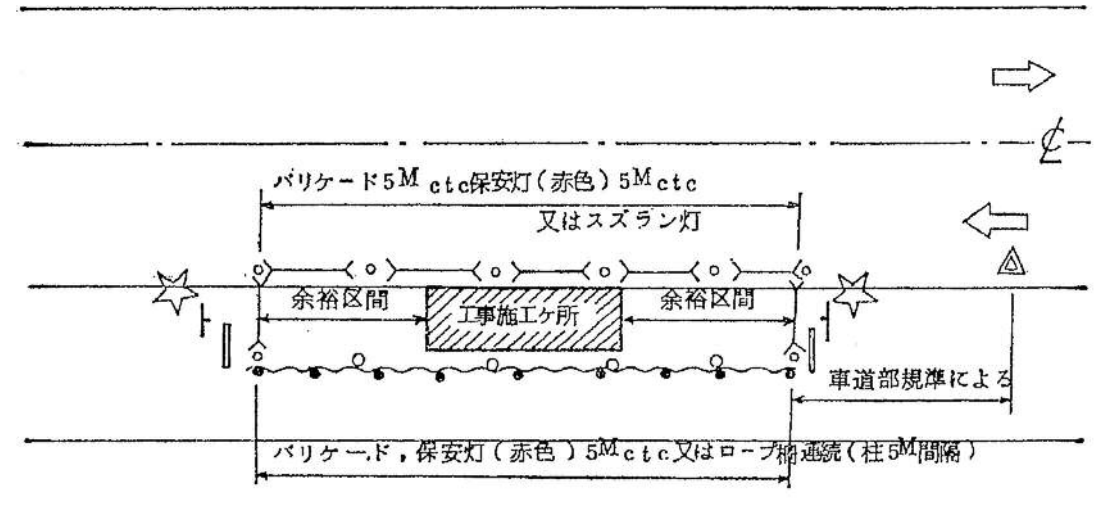 ℄
バリケード5Mctc保安灯(赤色)5Mctc
又はスズラン灯
余裕区間
工事施工ケ所
余裕区間
車道部規準による
バリケード,保安灯(赤色)5Mctc又はロープ柵連続(柱5M間隔)